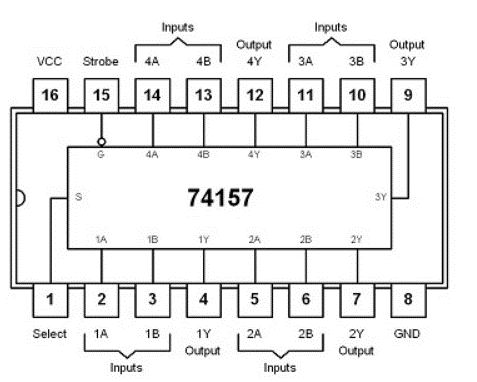 Inputs Inputs
Output Output
VCC Strobe 4A 4B 4Y 3A 3B 3Y
16 15 14 13 12 11 10 9
G 4A 4B 4Y 3A 3B
S 74157 3Y
1A 1B 1Y 2A 2B 2Y
1 2 3 4 5 6 7 8
Select 1A 1B 1Y 2A 2B 2Y GND
Output Output
Inputs Inputs